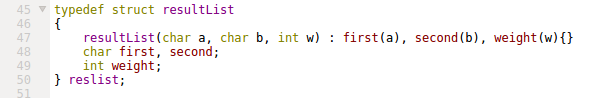 45 typedef struct resultList
46 {
47     resultList(char a, char b, int w) : first(a), second(b), weight(w){}
48     char first, second;
49     int weight;
50 } reslist;
51